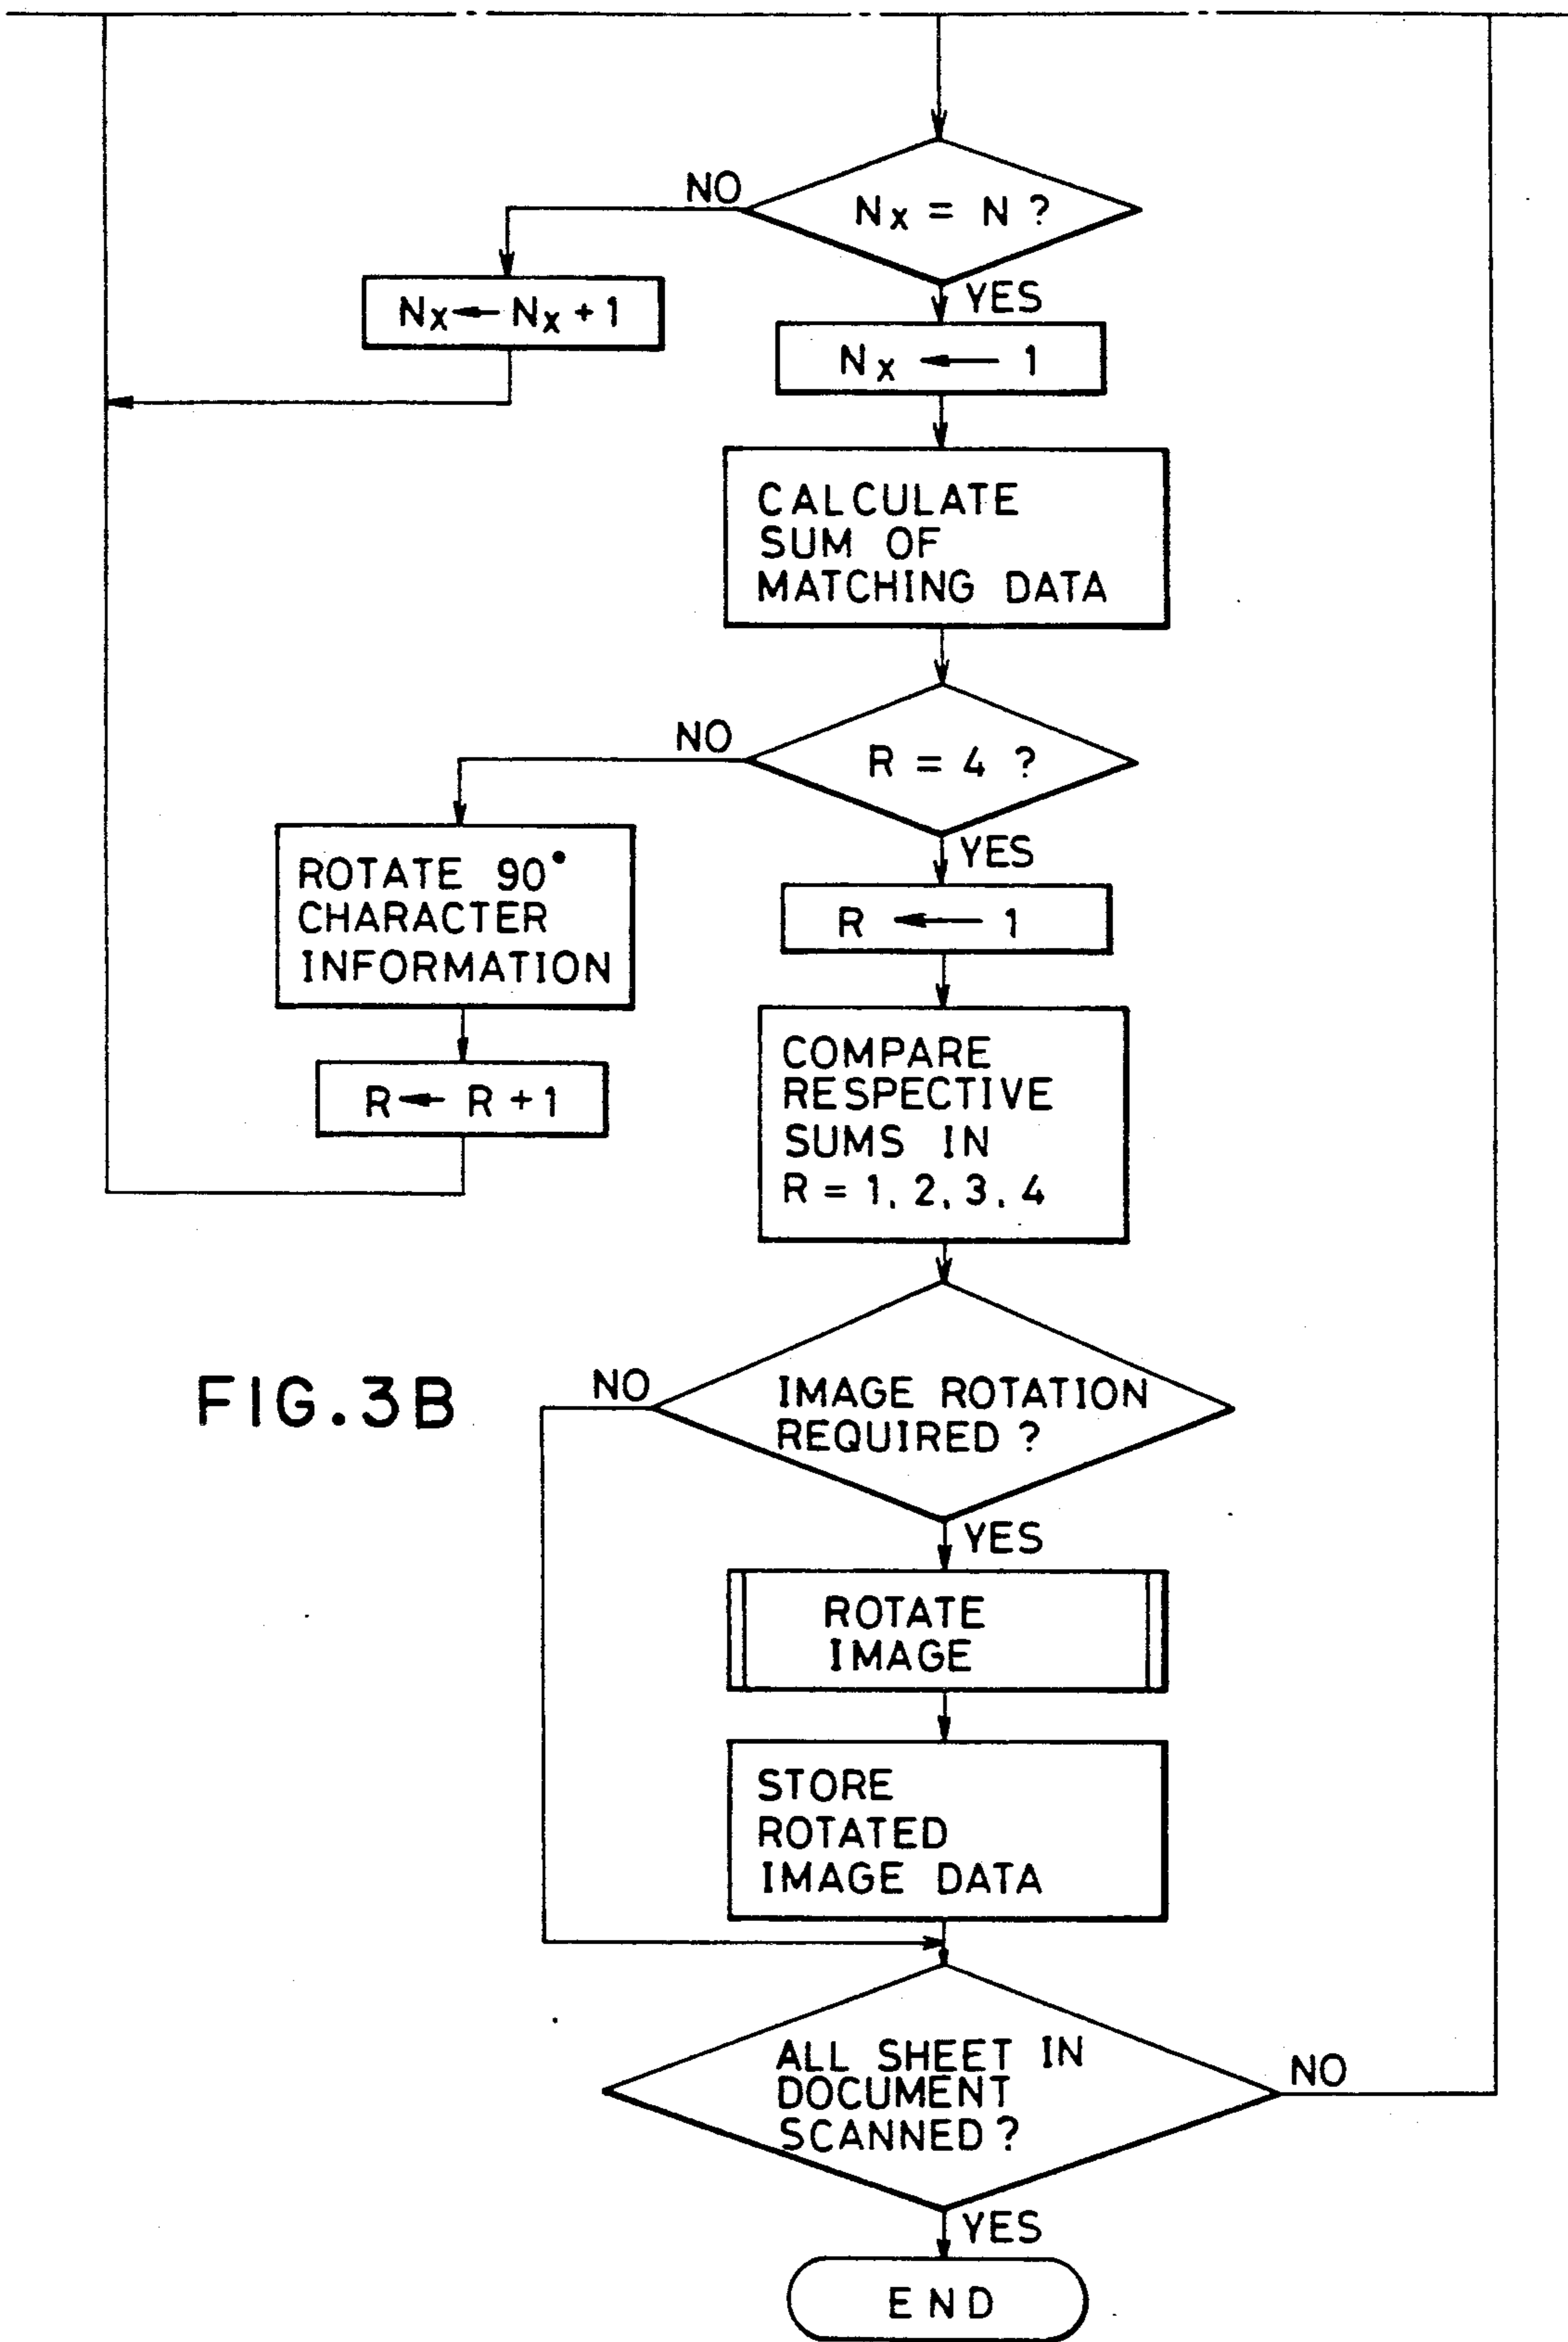 NO
Nx = N ?
Nx ← Nx + 1
YES
Nx ← 1
CALCULATE
SUM OF
MATCHING DATA
NO
R = 4 ?
ROTATE 90°
CHARACTER
INFORMATION
YES
R ← 1
R ← R + 1
COMPARE
RESPECTIVE
SUMS IN
R = 1, 2, 3, 4
FIG.3B
NO
IMAGE ROTATION
REQUIRED ?
YES
ROTATE
IMAGE
STORE
ROTATED
IMAGE DATA
ALL SHEET IN
DOCUMENT
SCANNED ?
NO
YES
END